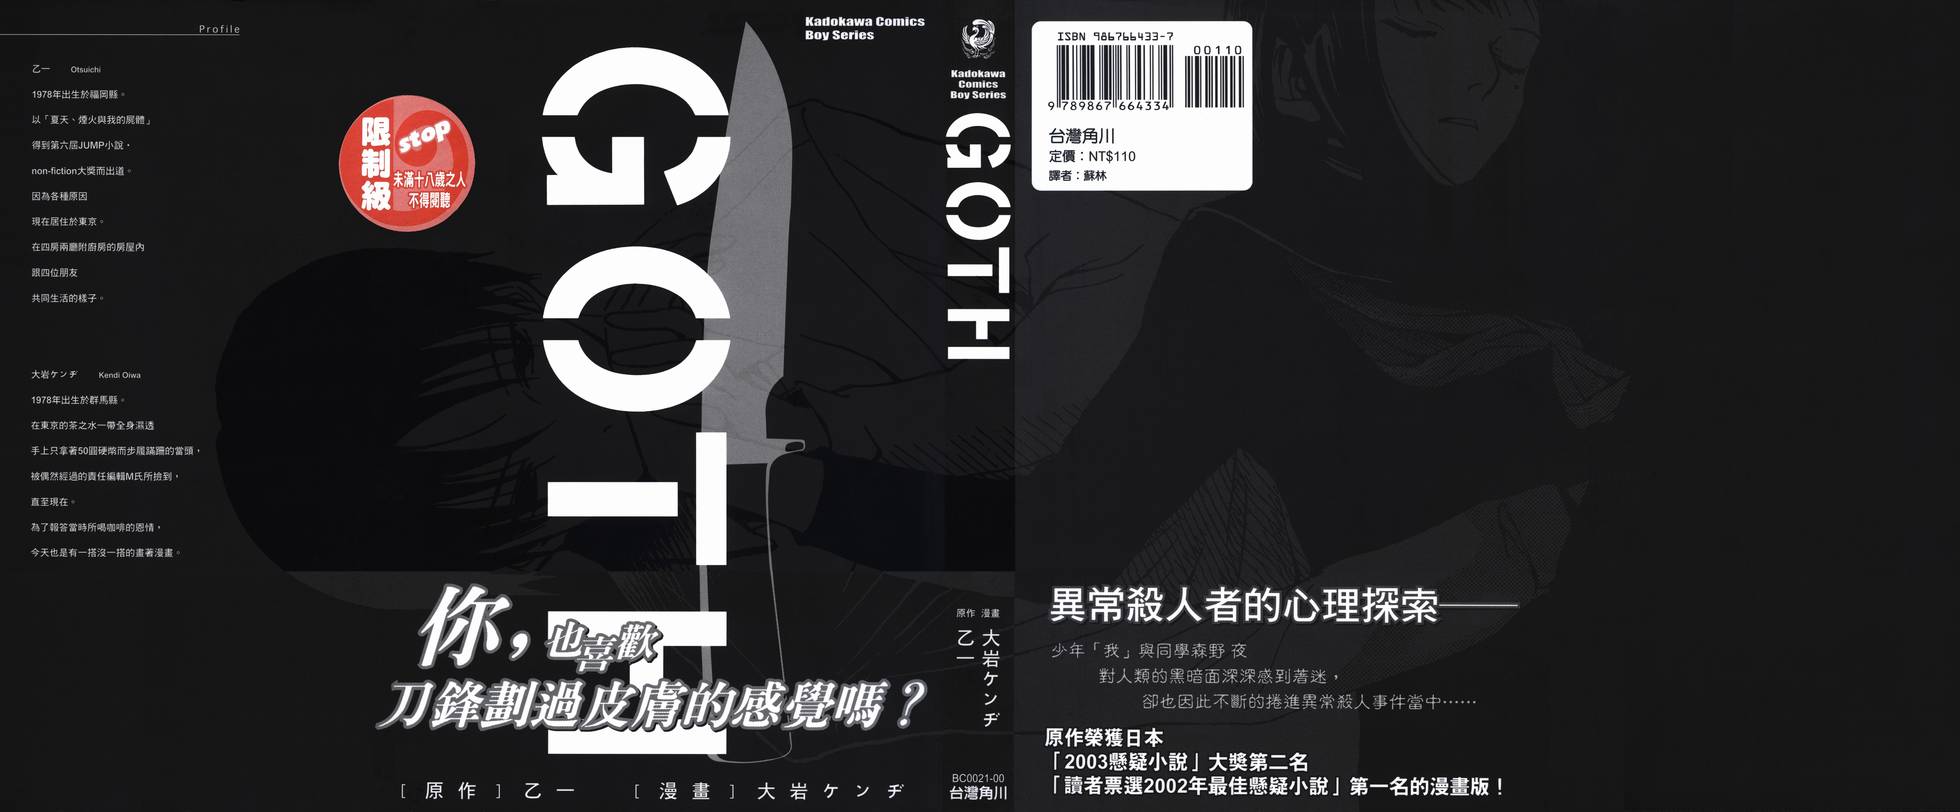 Profile
乙一 Otsuichi
1978年出生於福岡縣。
以「夏天、煙火與我的屍體」
得到第六屆JUMP小說・
non-fiction大獎而出道。
因為各種原因
現在居住於東京。
在四房兩廳附廚房的房屋內
跟四位朋友
共同生活的樣子。
大岩ケンヂ Kendi Oiwa
1978年出生於群馬縣。
在東京的茶之水一帶全身濕透
手上只拿著50圓硬幣而步履蹣跚的當頭，
被偶然經過的責任編輯M氏所撿到，
直至現在。
為了報答當時所喝咖啡的恩情，
今天也是有一搭沒一搭的畫著漫畫。
限制級
stop
未滿十八歲之人
不得閱聽
GOTH
Kadokawa Comics
Boy Series
你，也喜歡
刀鋒劃過皮膚的感覺嗎？
［原作］乙一 ［漫畫］大岩ケンヂ
Kadokawa
Comics
Boy Series
GOTH
原作 漫畫
乙一
大岩ケンヂ
BC0021-00
台灣角川
ISBN 986766433-7
00110
9 789867 664334
台灣角川
定價：NT$110
譯者：蘇林
異常殺人者的心理探索——
少年「我」與同學森野 夜
對人類的黑暗面深深感到著迷，
卻也因此不斷的捲進異常殺人事件當中……
原作榮獲日本
「2003懸疑小說」大獎第二名
「讀者票選2002年最佳懸疑小說」第一名的漫畫版！